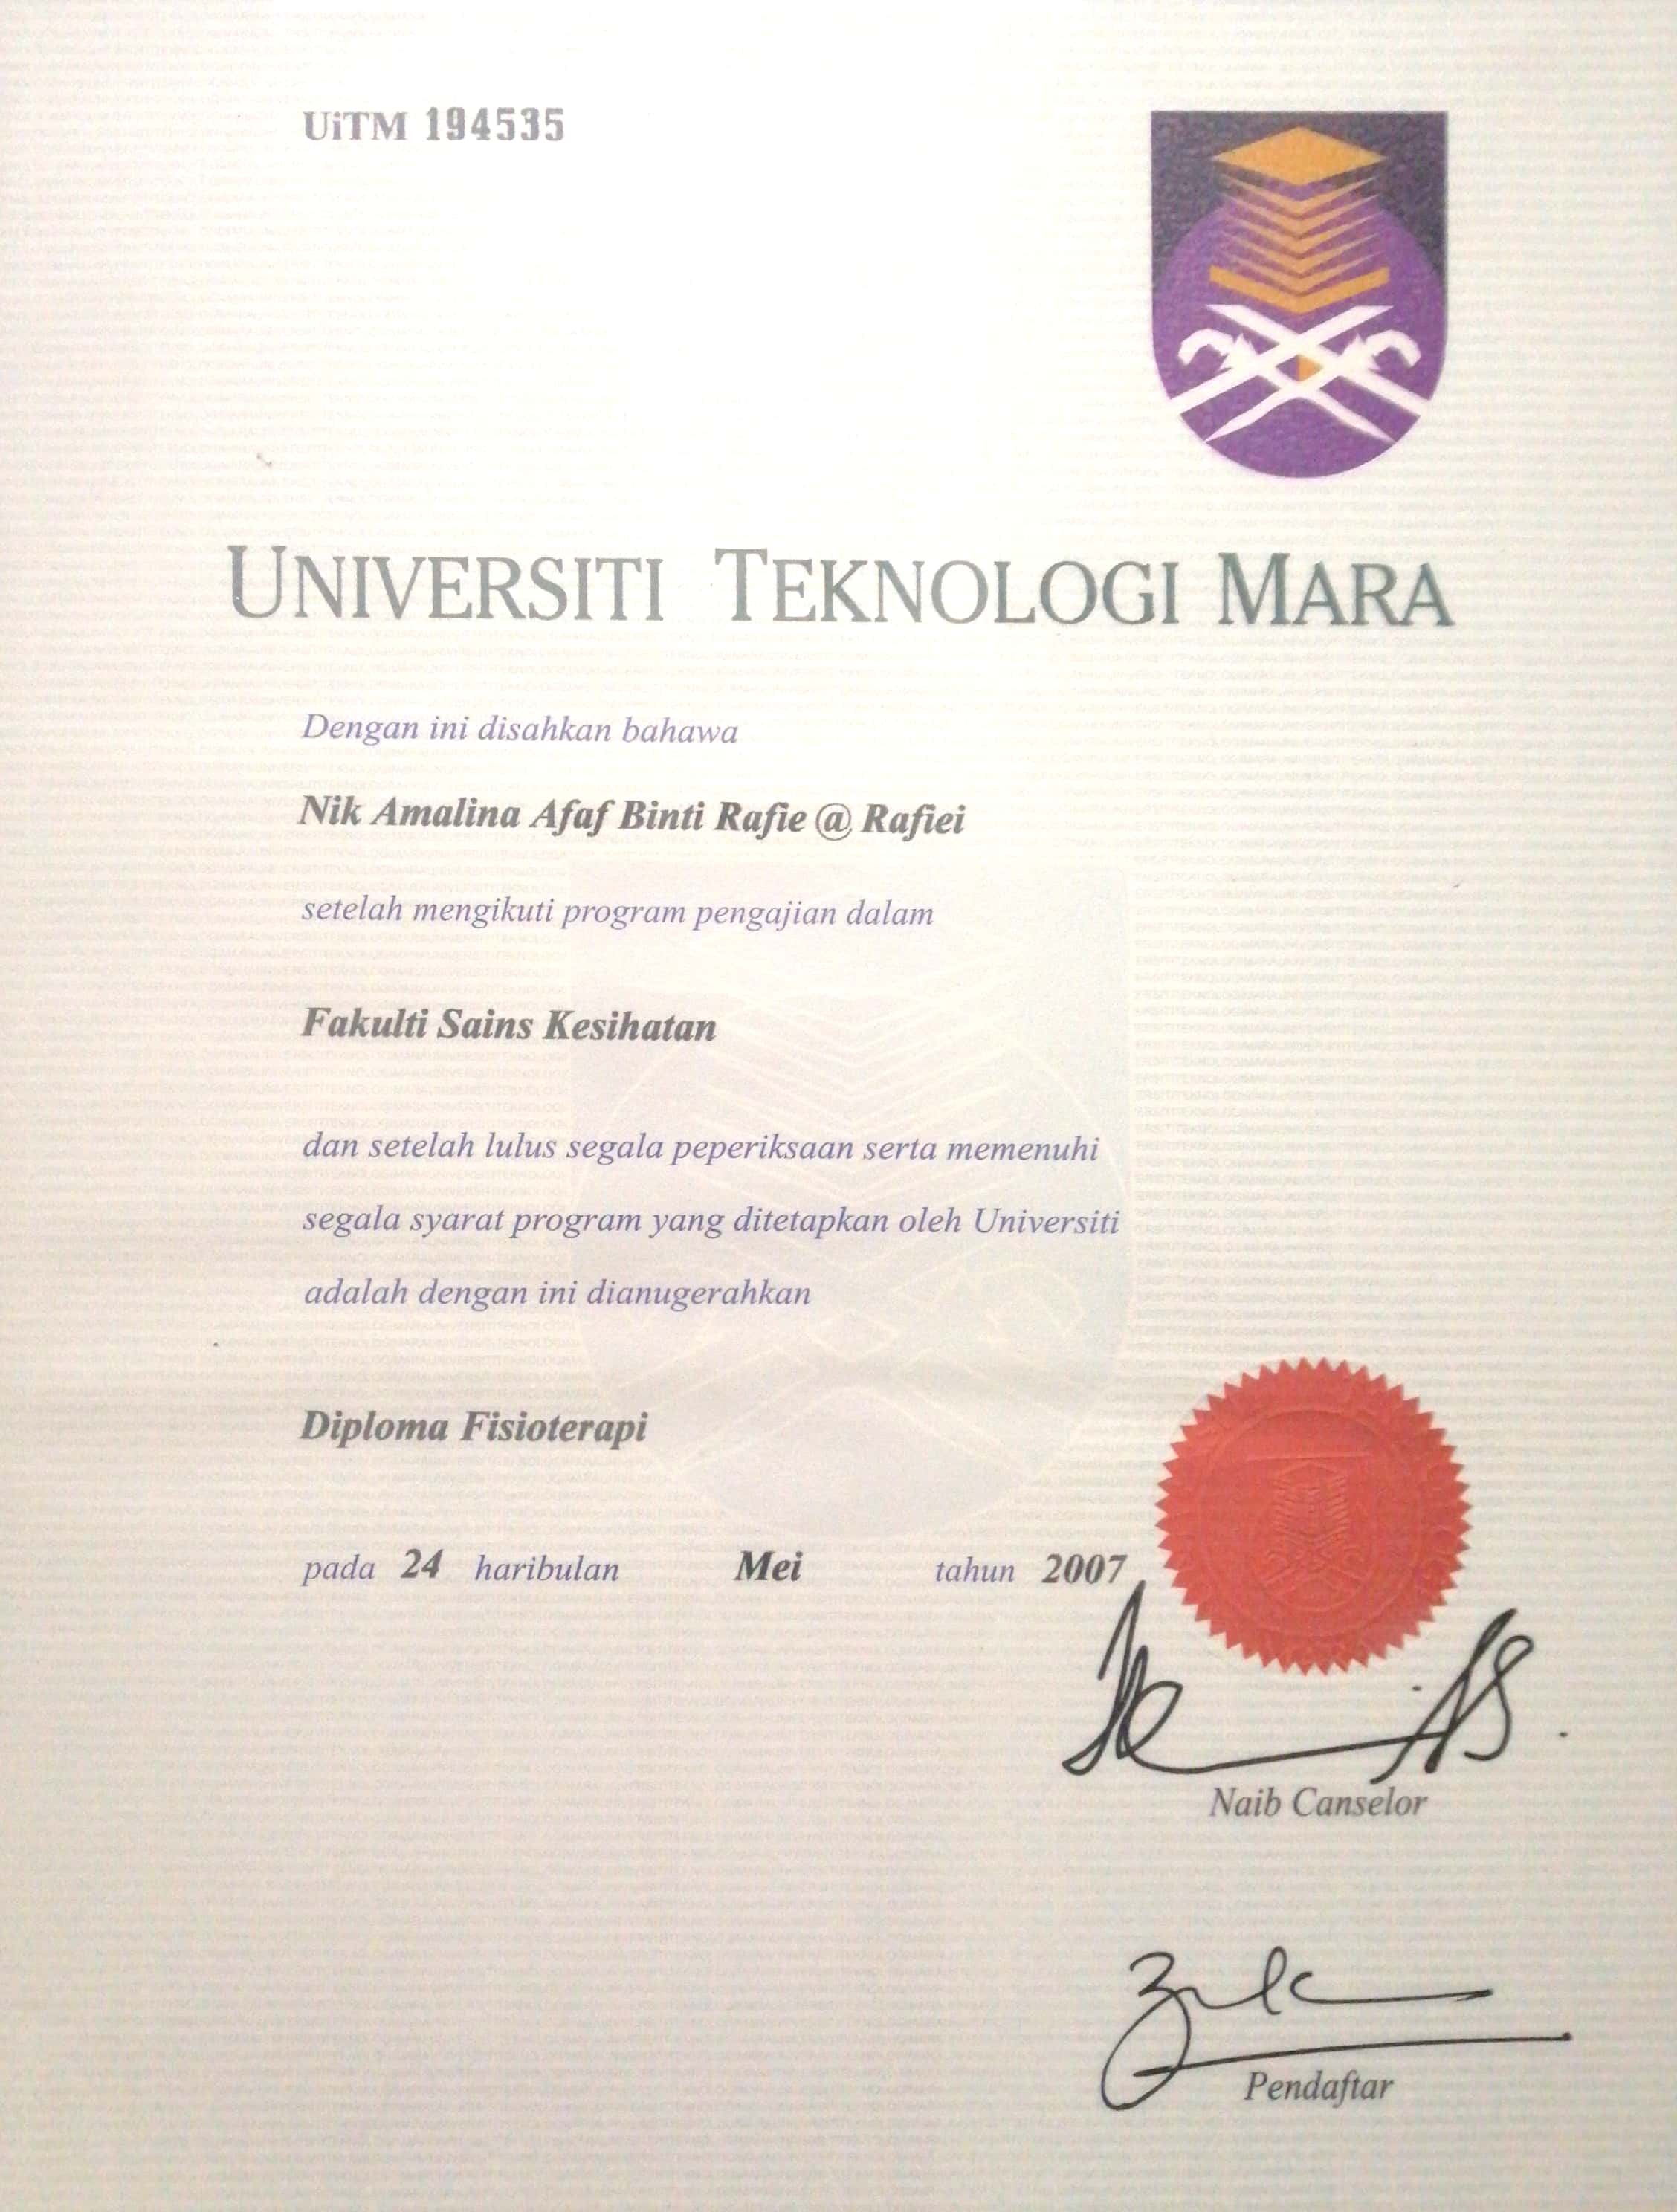 UiTM 194535
UNIVERSITI TEKNOLOGI MARA
Dengan ini disahkan bahawa
Nik Amalina Afaf Binti Rafie @ Rafiei
setelah mengikuti program pengajian dalam
Fakulti Sains Kesihatan
dan setelah lulus segala peperiksaan serta memenuhi
segala syarat program yang ditetapkan oleh Universiti
adalah dengan ini dianugerahkan
Diploma Fisioterapi
pada 24 haribulan Mei tahun 2007
Naib Canselor
Pendaftar